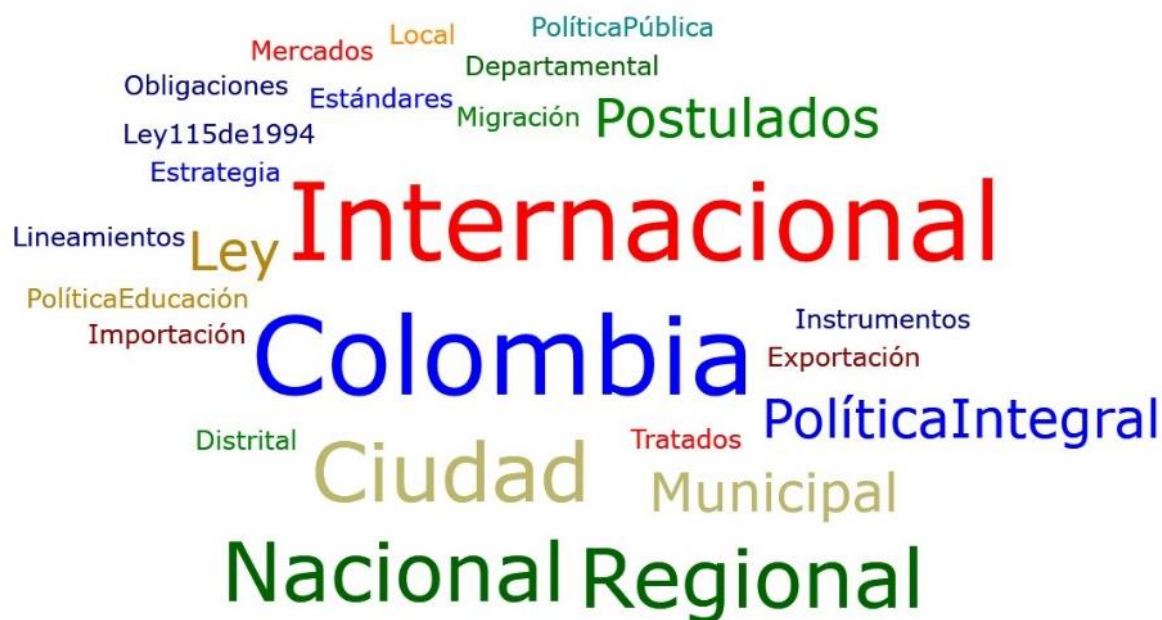 PolíticaPública
Local
Mercados
Departamental
Obligaciones
Estándares
Migración
Postulados
Ley115de1994
Estrategia
Internacional
Lineamientos
Ley
PolíticaEducación
Importación
Colombia
Instrumentos
Exportación
PolíticaIntegral
Distrital
Ciudad
Tratados
Municipal
Nacional
Regional